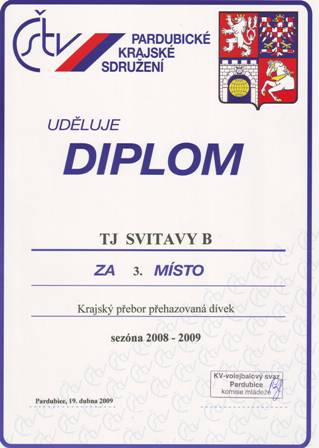 ČSTV
PARDUBICKÉ
KRAJSKÉ
SDRUŽENÍ
UDĚLUJE
DIPLOM
TJ SVITAVY B
ZA 3. MÍSTO
Krajský přebor přehazovaná dívek
sezóna 2008 - 2009
KV-volejbalový svaz
Pardubice
komise mládeže
Pardubice, 19. dubna 2009